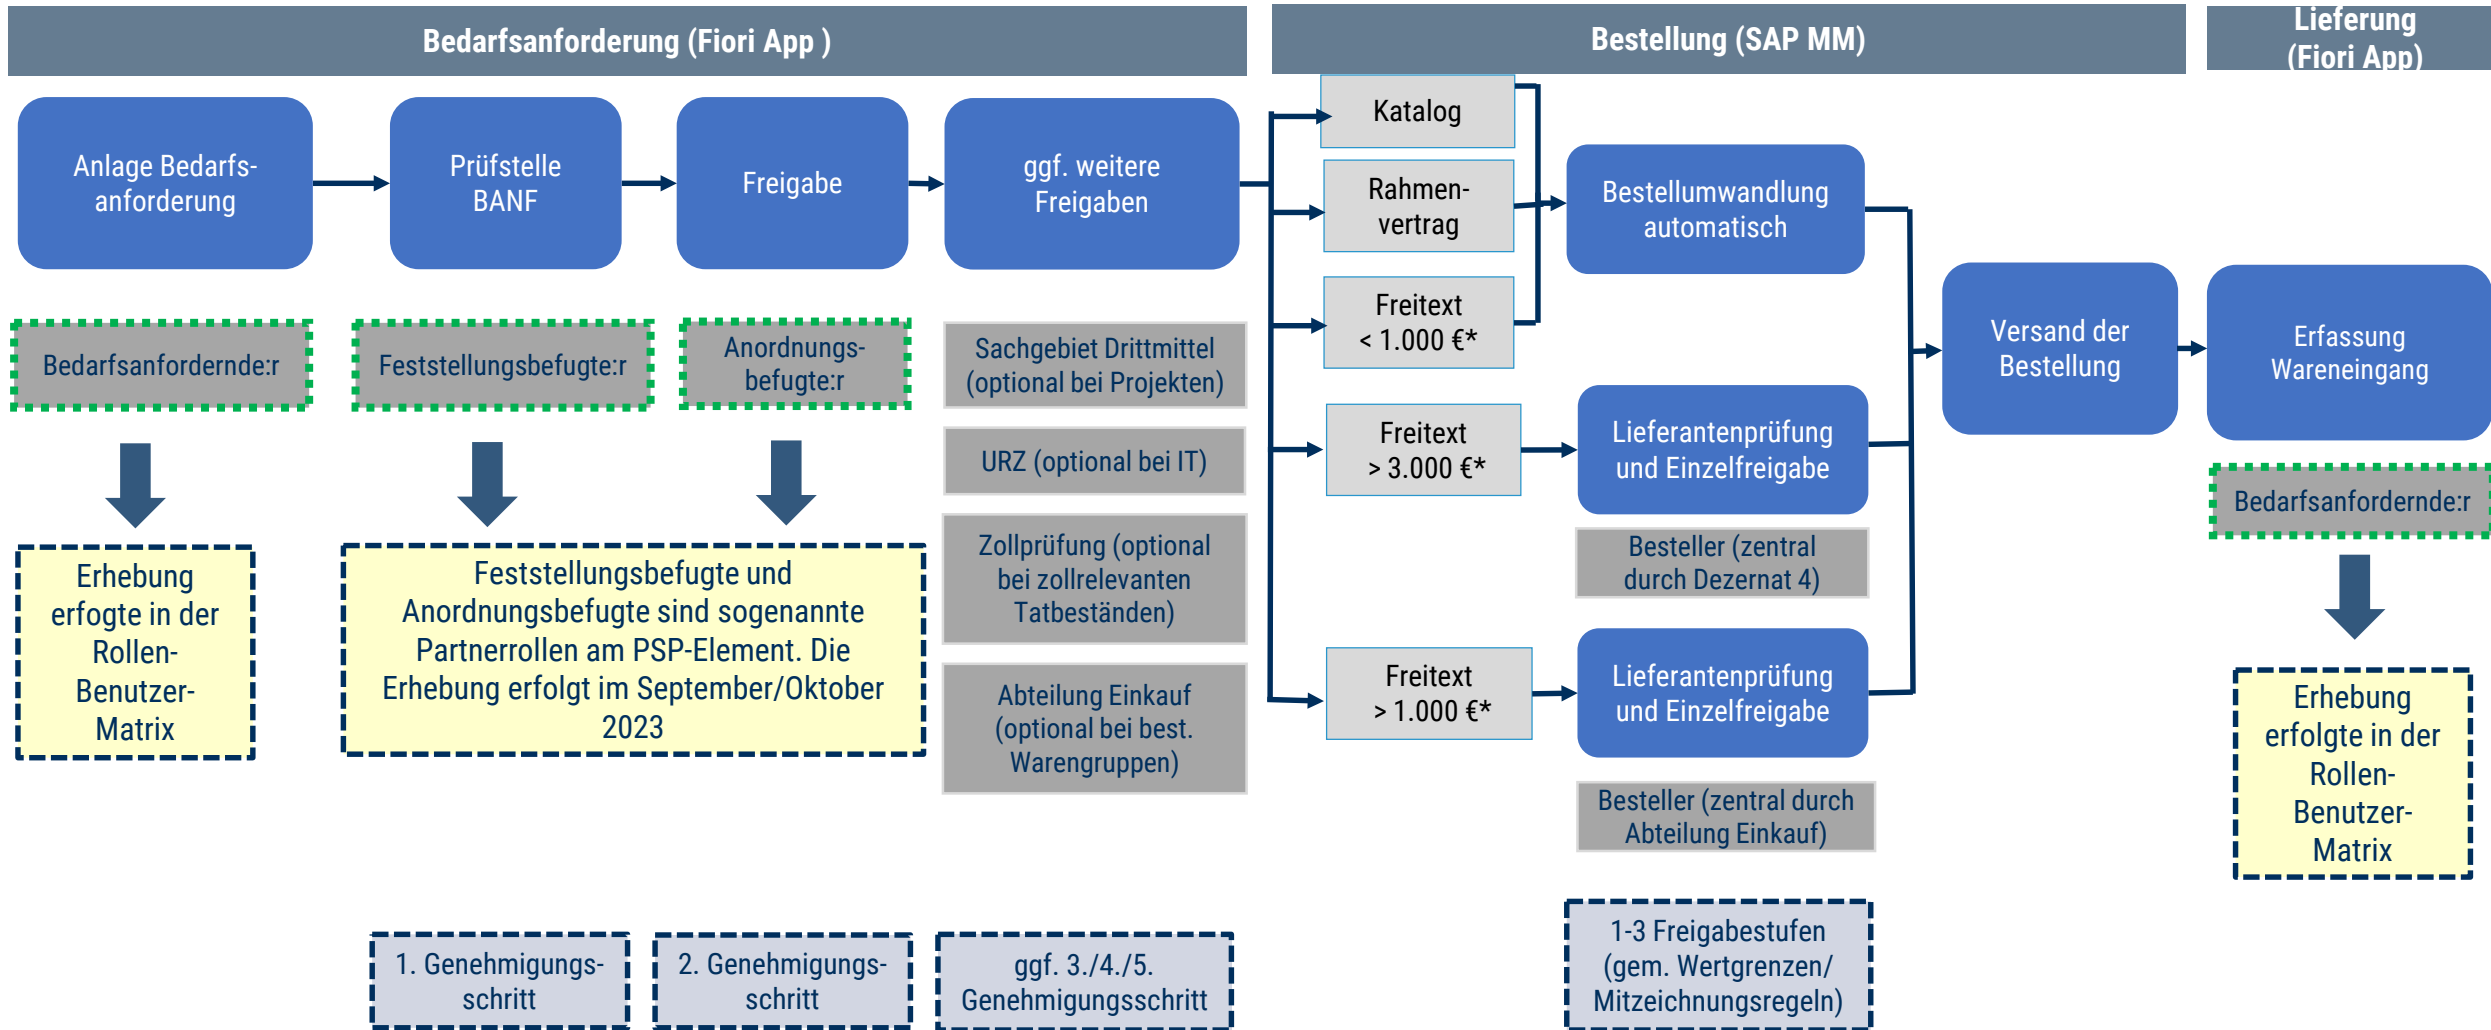 Bedarfsanforderung (Fiori App )
Bestellung (SAP MM)
Lieferung
(Fiori App)
Anlage Bedarfs-
anforderung
Prüfstelle
BANF
Freigabe
ggf. weitere
Freigaben
Katalog
Rahmen-
vertrag
Freitext
< 1.000 €*
Freitext
> 3.000 €*
Freitext
> 1.000 €*
Bestellumwandlung
automatisch
Lieferantenprüfung
und Einzelfreigabe
Besteller (zentral
durch Dezernat 4)
Lieferantenprüfung
und Einzelfreigabe
Besteller (zentral durch
Abteilung Einkauf)
Versand der
Bestellung
Erfassung
Wareneingang
Bedarfsanfordernde:r
Feststellungsbefugte:r
Anordnungs-
befugte:r
Sachgebiet Drittmittel
(optional bei Projekten)
URZ (optional bei IT)
Zollprüfung (optional
bei zollrelevanten
Tatbeständen)
Abteilung Einkauf
(optional bei best.
Warengruppen)
Bedarfsanfordernde:r
Erhebung
erfogte in der
Rollen-
Benutzer-
Matrix
Feststellungsbefugte und
Anordnungsbefugte sind sogenannte
Partnerrollen am PSP-Element. Die
Erhebung erfolgt im September/Oktober
2023
Erhebung
erfolgte in der
Rollen-
Benutzer-
Matrix
1. Genehmigungs-
schritt
2. Genehmigungs-
schritt
ggf. 3./4./5.
Genehmigungsschritt
1-3 Freigabestufen
(gem. Wertgrenzen/
Mitzeichnungsregeln)